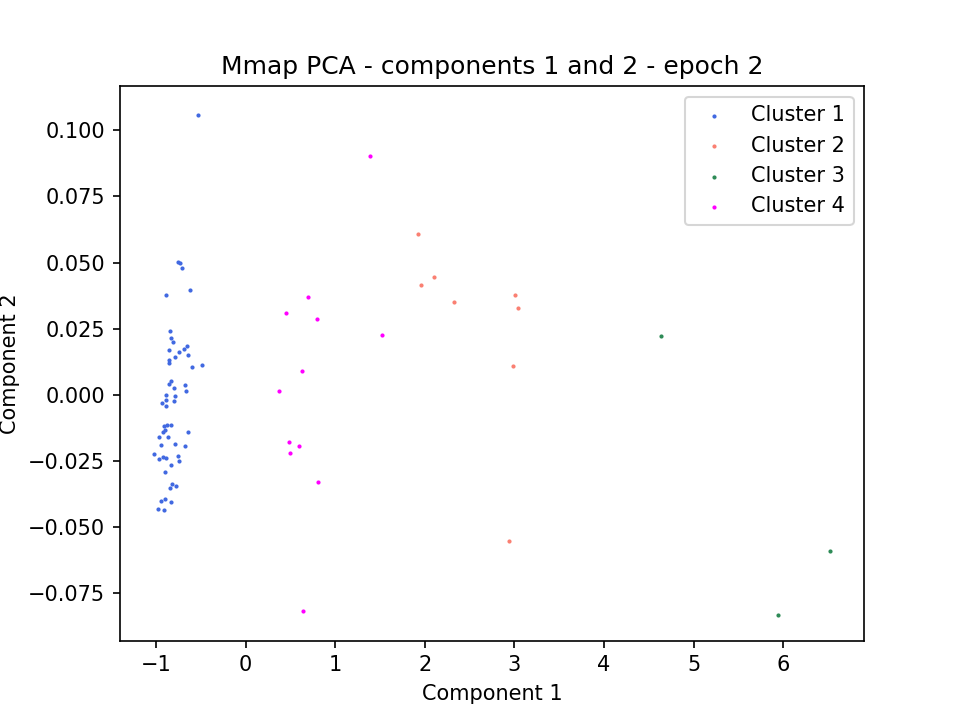 Mmap PCA - components 1 and 2 - epoch 2
Cluster 1
Cluster 2
Cluster 3
Cluster 4
0.100
0.075
0.050
0.025
0.000
−0.025
−0.050
−0.075
Component 2
−1 0 1 2 3 4 5 6
Component 1